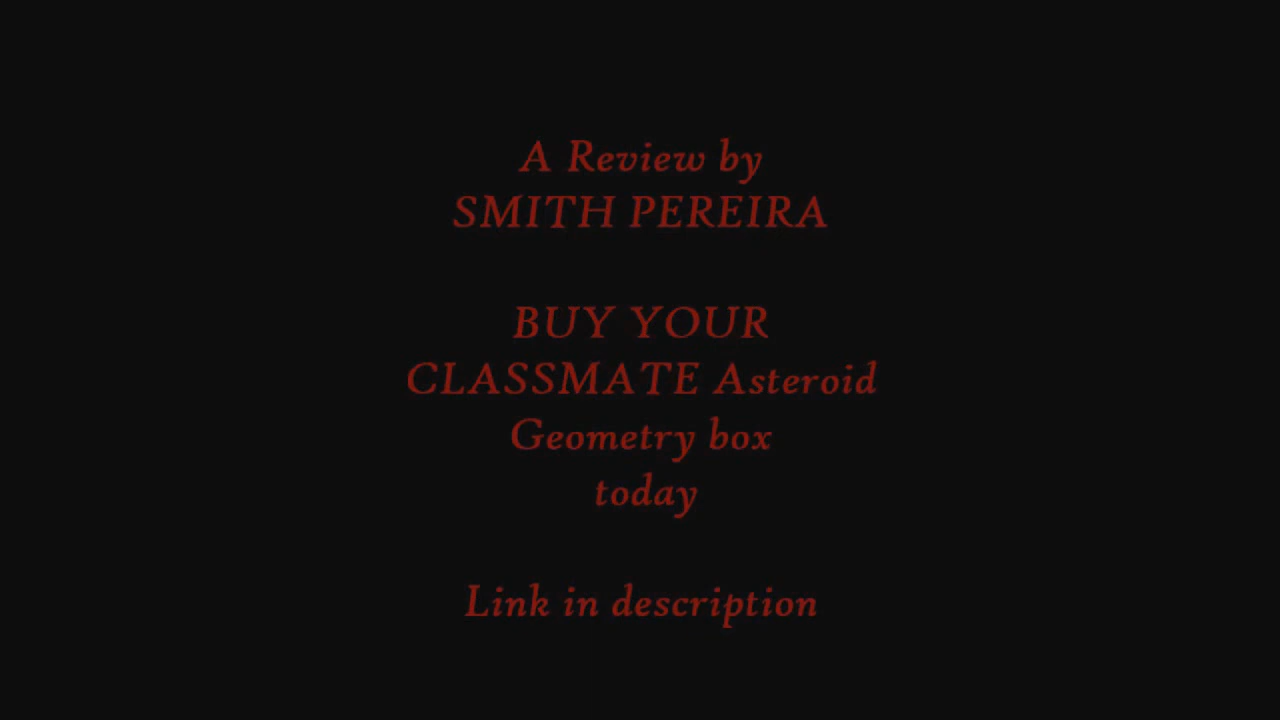 A Review by
SMITH PEREIRA
BUY YOUR
CLASSMATE Asteroid
Geometry box
today
Link in description